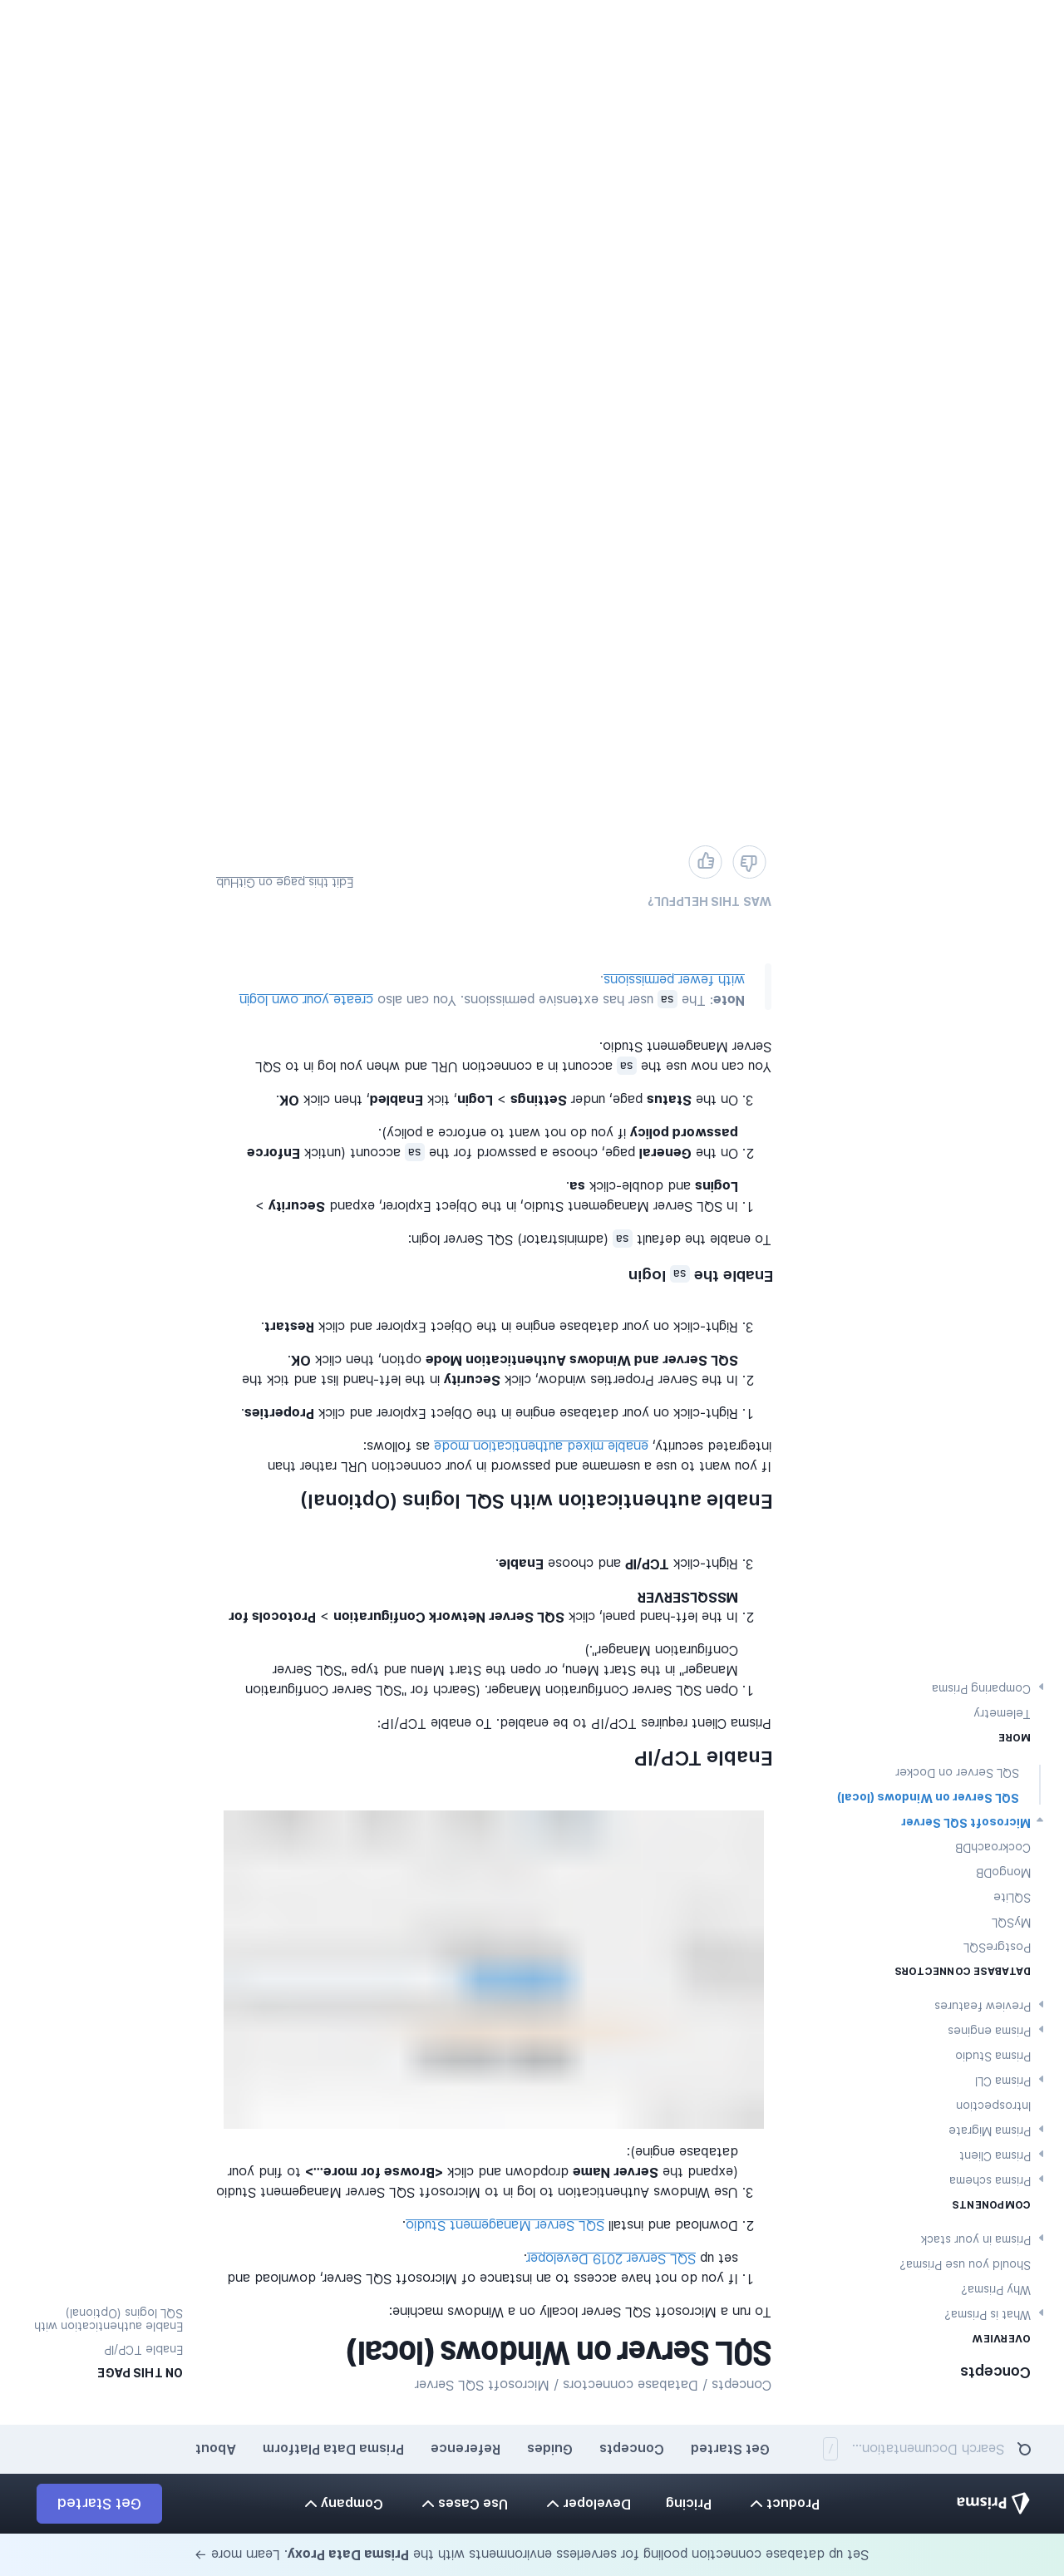 Set up database connection pooling for serverless environments with the Prisma Data Proxy. Learn more →
Prisma
Product
Pricing
Developer
Use Cases
Company
Get Started
Search Documentation...
/
Get Started
Concepts
Guides
Reference
Prisma Data Platform
About
Concepts
OVERVIEW
What is Prisma?
Why Prisma?
Should you use Prisma?
Prisma in your stack
COMPONENTS
Prisma schema
Prisma Client
Prisma Migrate
Introspection
Prisma CLI
Prisma Studio
Prisma engines
Preview features
DATABASE CONNECTORS
PostgreSQL
MySQL
SQLite
MongoDB
CockroachDB
Microsoft SQL Server
SQL Server on Windows (local)
SQL Server on Docker
MORE
Telemetry
Comparing Prisma
Concepts / Database connectors / Microsoft SQL Server
SQL Server on Windows (local)
To run a Microsoft SQL Server locally on a Windows machine:
1. If you do not have access to an instance of Microsoft SQL Server, download and
set up SQL Server 2019 Developer.
2. Download and install SQL Server Management Studio.
3. Use Windows Authentication to log in to Microsoft SQL Server Management Studio
(expand the Server Name dropdown and click <Browse for more...> to find your
database engine):
Enable TCP/IP
Prisma Client requires TCP/IP to be enabled. To enable TCP/IP:
1. Open SQL Server Configuration Manager. (Search for "SQL Server Configuration
Manager" in the Start Menu, or open the Start Menu and type "SQL Server
Configuration Manager".)
2. In the left-hand panel, click SQL Server Network Configuration > Protocols for
MSSQLSERVER
3. Right-click TCP/IP and choose Enable.
Enable authentication with SQL logins (Optional)
If you want to use a username and password in your connection URL rather than
integrated security, enable mixed authentication mode as follows:
1. Right-click on your database engine in the Object Explorer and click Properties.
2. In the Server Properties window, click Security in the left-hand list and tick the
SQL Server and Windows Authentication Mode option, then click OK.
3. Right-click on your database engine in the Object Explorer and click Restart.
Enable the sa login
To enable the default sa (administrator) SQL Server login:
1. In SQL Server Management Studio, in the Object Explorer, expand Security >
Logins and double-click sa.
2. On the General page, choose a password for the sa account (untick Enforce
password policy if you do not want to enforce a policy).
3. On the Status page, under Settings > Login, tick Enabled, then click OK.
You can now use the sa account in a connection URL and when you log in to SQL
Server Management Studio.
Note: The sa user has extensive permissions. You can also create your own login
with fewer permissions.
WAS THIS HELPFUL?
Edit this page on GitHub
ON THIS PAGE
Enable TCP/IP
Enable authentication with
SQL logins (Optional)